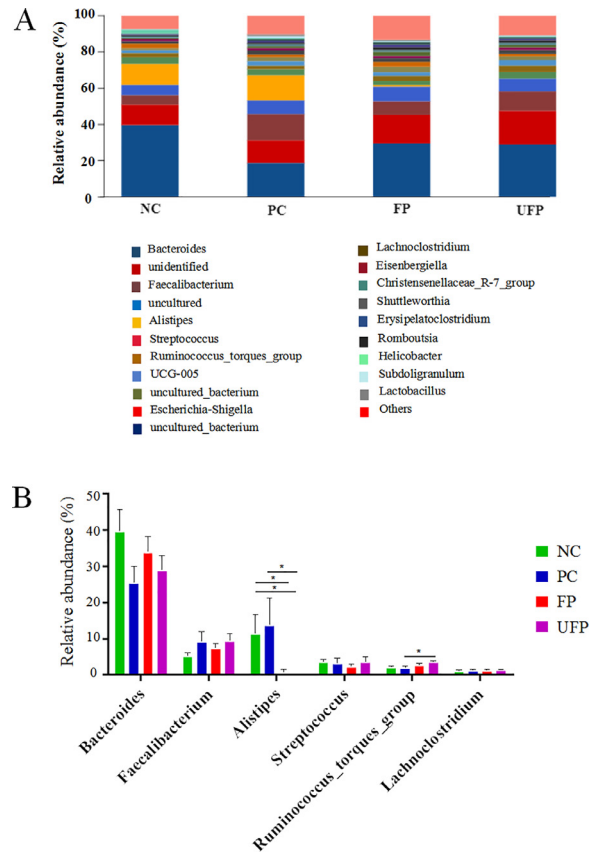 A
Relative abundance (%)
100
80
60
40
20
0
NC PC FP UFP
Bacteroides
unidentified
Faecalibacterium
uncultured
Alistipes
Streptococcus
Ruminococcus_torques_group
UCG-005
uncultured_bacterium
Escherichia-Shigella
uncultured_bacterium
Lachnoclostridium
Eisenbergiella
Christensenellaceae_R-7_group
Shuttleworthia
Erysipelatoclostridium
Romboutsia
Helicobacter
Subdoligranulum
Lactobacillus
Others
B
Relative abundance (%)
50
40
30
20
10
0
*
*
*
*
Bacteroides
Faecalibacterium
Alistipes
Streptococcus
Ruminococcus_torques_group
Lachnoclostridium
NC
PC
FP
UFP